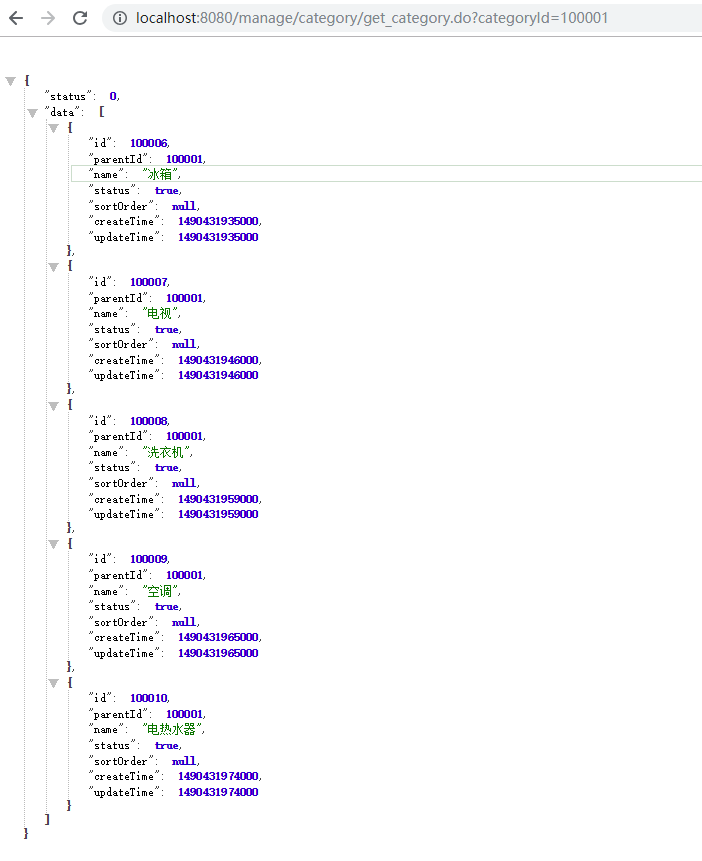 localhost:8080/manage/category/get_category.do?categoryId=100001
{
"status": 0,
"data": [
{
"id": 100006,
"parentId": 100001,
"name": "冰箱",
"status": true,
"sortOrder": null,
"createTime": 1490431935000,
"updateTime": 1490431935000
},
{
"id": 100007,
"parentId": 100001,
"name": "电视",
"status": true,
"sortOrder": null,
"createTime": 1490431946000,
"updateTime": 1490431946000
},
{
"id": 100008,
"parentId": 100001,
"name": "洗衣机",
"status": true,
"sortOrder": null,
"createTime": 1490431959000,
"updateTime": 1490431959000
},
{
"id": 100009,
"parentId": 100001,
"name": "空调",
"status": true,
"sortOrder": null,
"createTime": 1490431965000,
"updateTime": 1490431965000
},
{
"id": 100010,
"parentId": 100001,
"name": "电热水器",
"status": true,
"sortOrder": null,
"createTime": 1490431974000,
"updateTime": 1490431974000
}
]
}